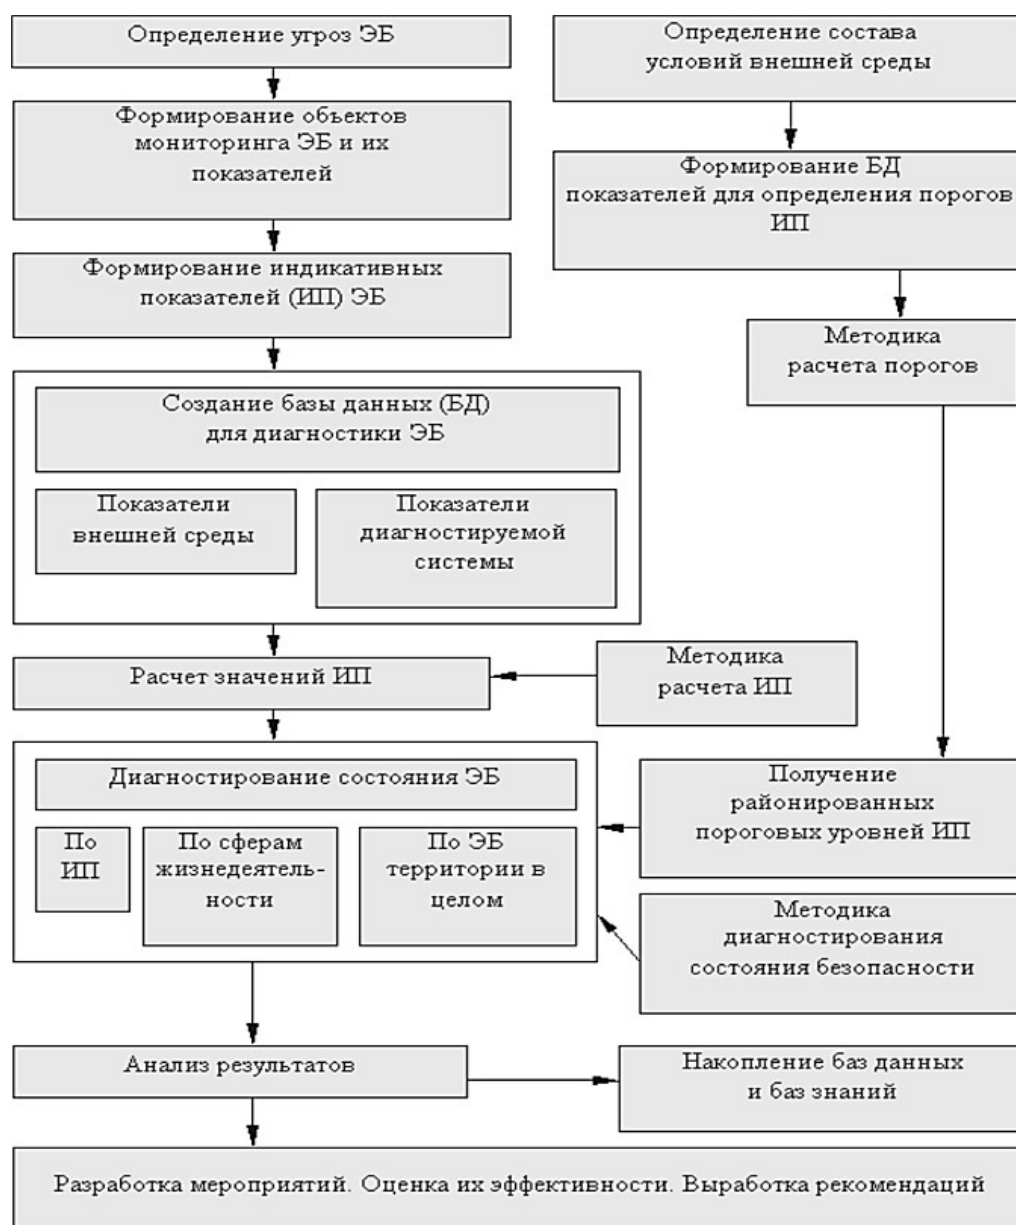 Определение угроз ЭБ
Определение состава
условий внешней среды
Формирование объектов
мониторинга ЭБ и их
показателей
Формирование БД
показателей для определения порогов
ИП
Формирование индикативных
показателей (ИП) ЭБ
Методика
расчета порогов
Создание базы данных (БД)
для диагностики ЭБ
Показатели
внешней среды
Показатели
диагностируемой
системы
Расчет значений ИП
Методика
расчета ИП
Диагностирование состояния ЭБ
По
ИП
По сферам
жизнедеятель-
ности
По ЭБ
территории в
целом
Получение
районированных
пороговых уровней ИП
Методика
диагностирования
состояния безопасности
Анализ результатов
Накопление баз данных
и баз знаний
Разработка мероприятий. Оценка их эффективности. Выработка рекомендаций